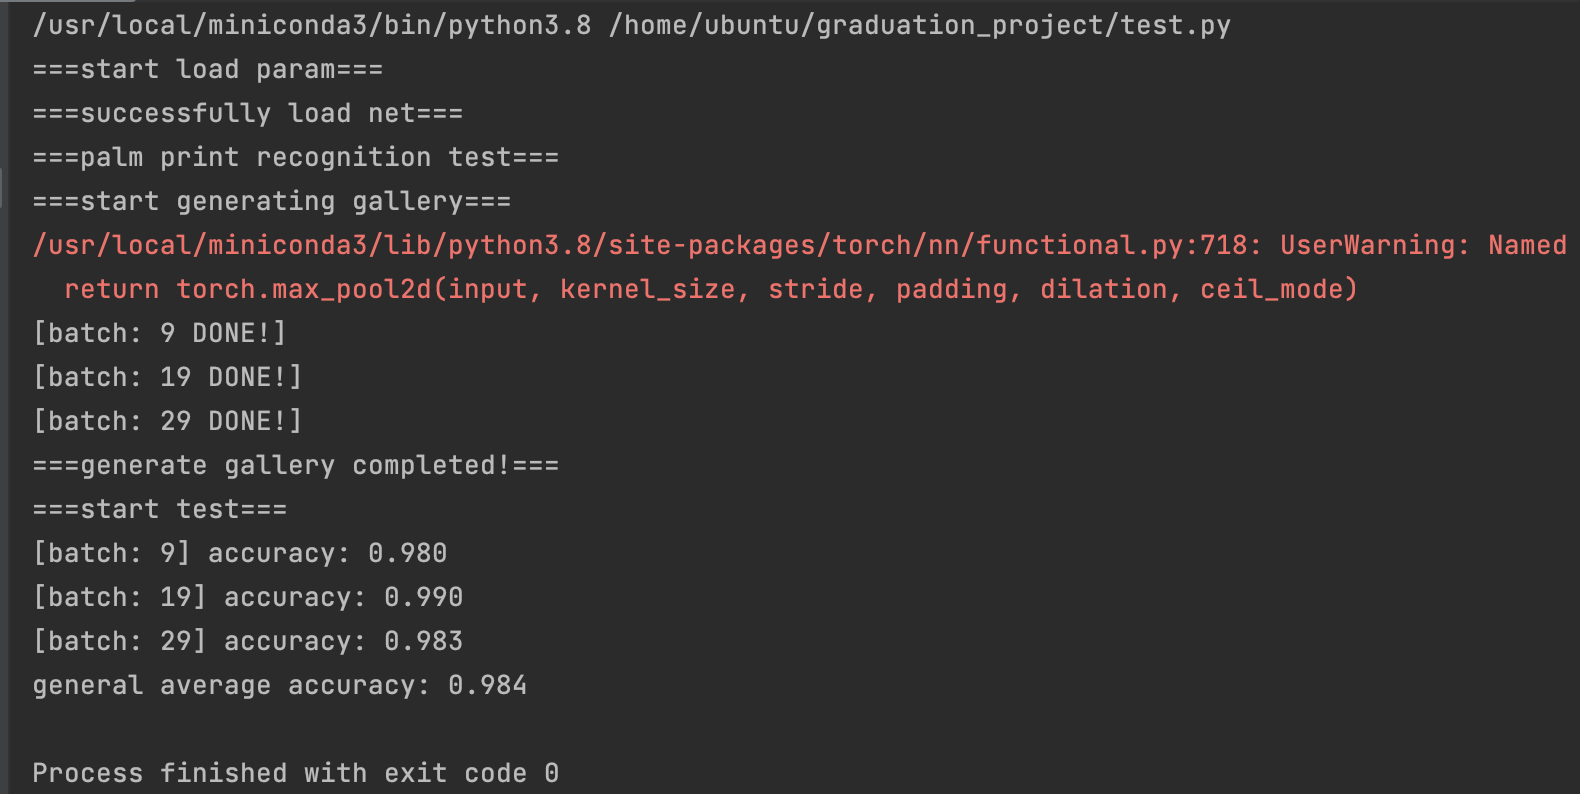 /usr/local/miniconda3/bin/python3.8 /home/ubuntu/graduation_project/test.py
===start load param===
===successfully load net===
===palm print recognition test===
===start generating gallery===
/usr/local/miniconda3/lib/python3.8/site-packages/torch/nn/functional.py:718: UserWarning: Named
  return torch.max_pool2d(input, kernel_size, stride, padding, dilation, ceil_mode)
[batch: 9 DONE!]
[batch: 19 DONE!]
[batch: 29 DONE!]
===generate gallery completed!===
===start test===
[batch: 9] accuracy: 0.980
[batch: 19] accuracy: 0.990
[batch: 29] accuracy: 0.983
general average accuracy: 0.984
Process finished with exit code 0